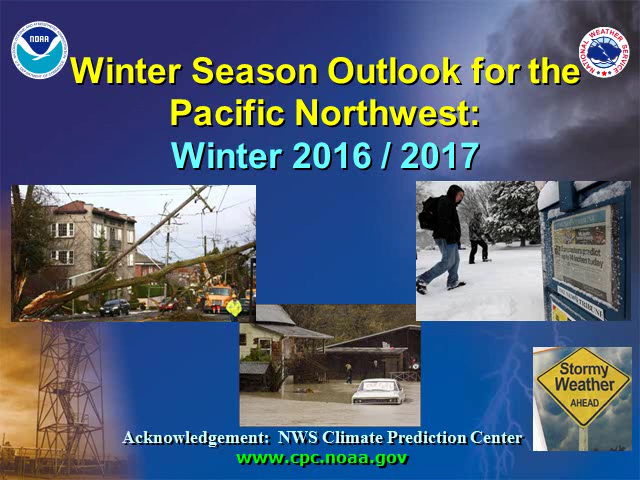 NOAA
NATIONAL WEATHER SERVICE
Winter Season Outlook for the
Pacific Northwest:
Winter 2016 / 2017
Stormy
Weather
AHEAD
Acknowledgement: NWS Climate Prediction Center
www.cpc.noaa.gov